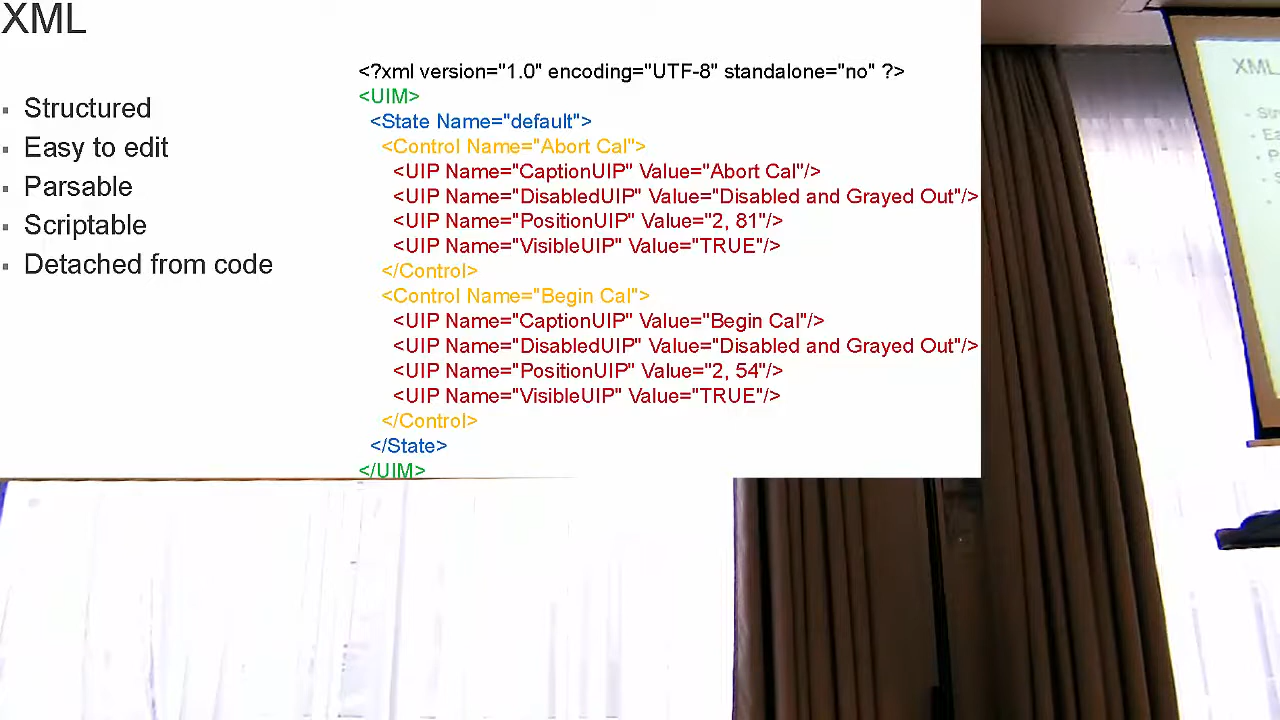 XML
Structured
Easy to edit
Parsable
Scriptable
Detached from code
<?xml version="1.0" encoding="UTF-8" standalone="no" ?>
<UIM>
<State Name="default">
<Control Name="Abort Cal">
<UIP Name="CaptionUIP" Value="Abort Cal"/>
<UIP Name="DisabledUIP" Value="Disabled and Grayed Out"/>
<UIP Name="PositionUIP" Value="2, 81"/>
<UIP Name="VisibleUIP" Value="TRUE"/>
</Control>
<Control Name="Begin Cal">
<UIP Name="CaptionUIP" Value="Begin Cal"/>
<UIP Name="DisabledUIP" Value="Disabled and Grayed Out"/>
<UIP Name="PositionUIP" Value="2, 54"/>
<UIP Name="VisibleUIP" Value="TRUE"/>
</Control>
</State>
</UIM>
XML